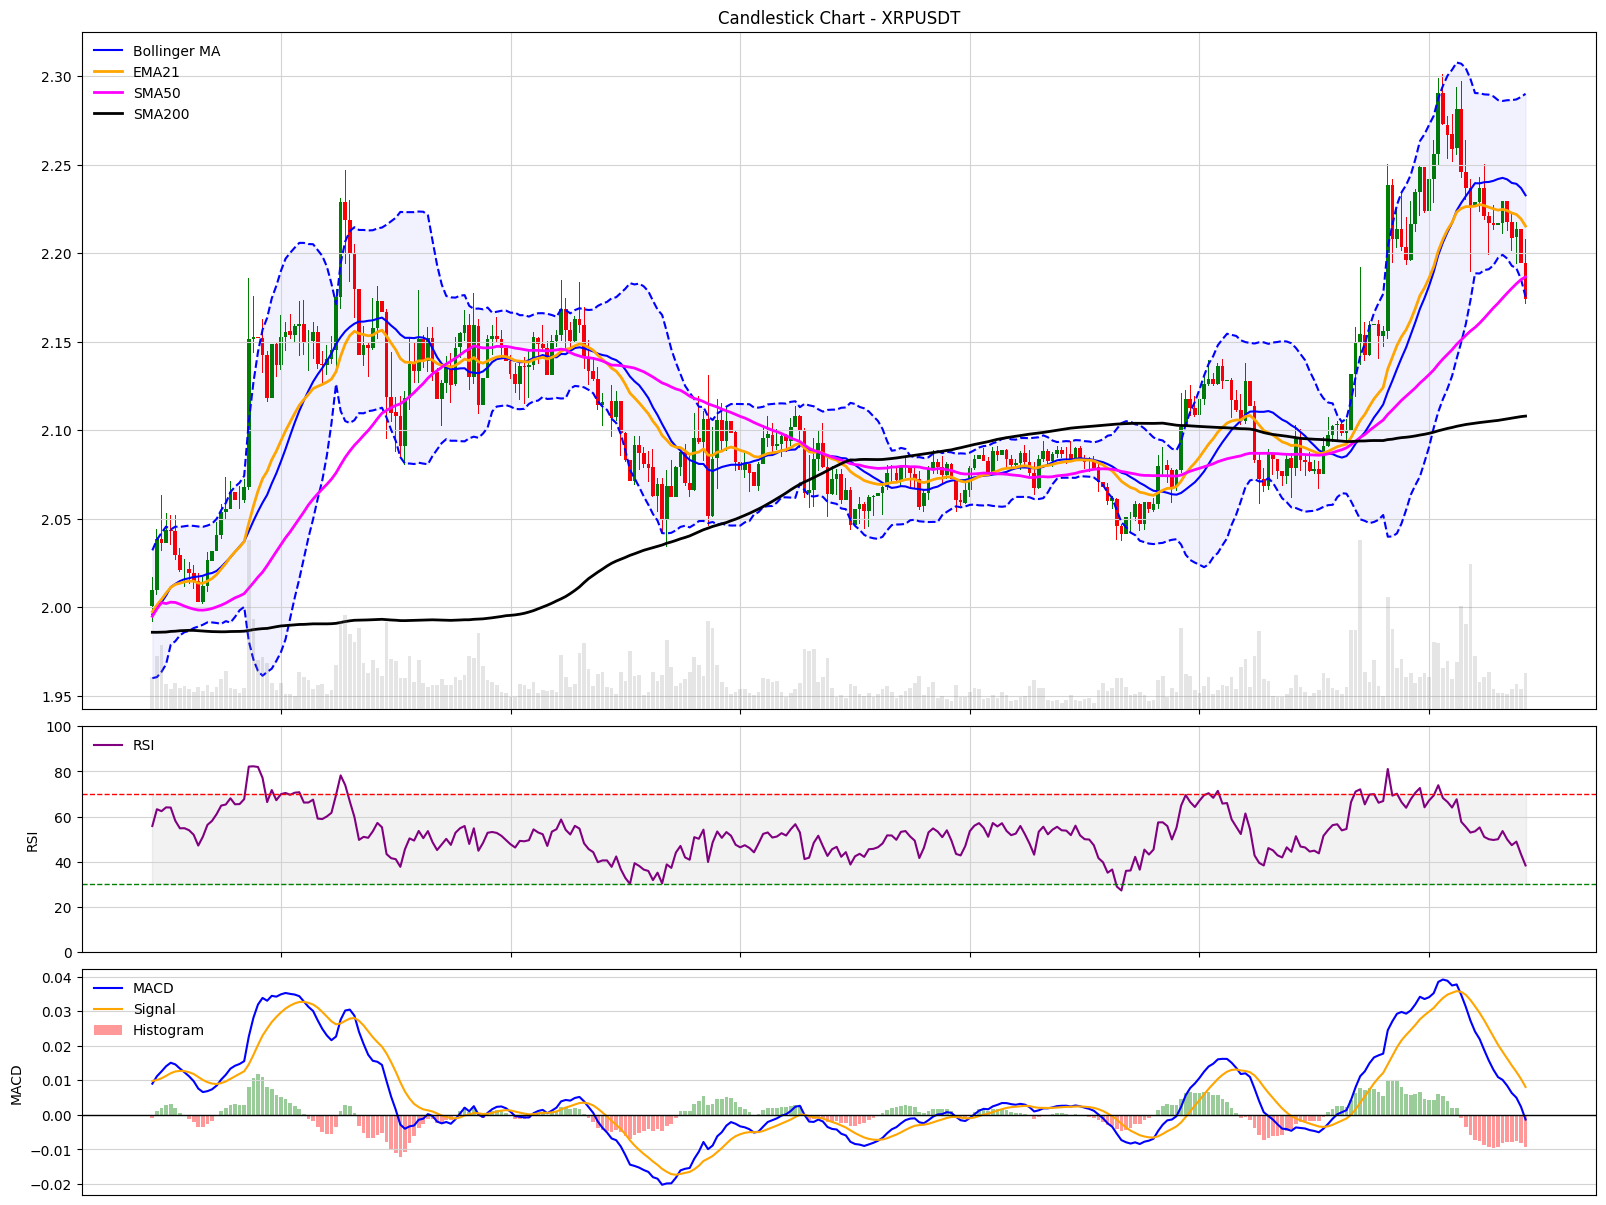 Candlestick Chart - XRPUSDT
Bollinger MA
EMA21
SMA50
SMA200
2.30
2.25
2.20
2.15
2.10
2.05
2.00
1.95
RSI
100
80
60
40
20
0
RSI
MACD
Signal
Histogram
0.04
0.03
0.02
0.01
0.00
−0.01
−0.02
MACD